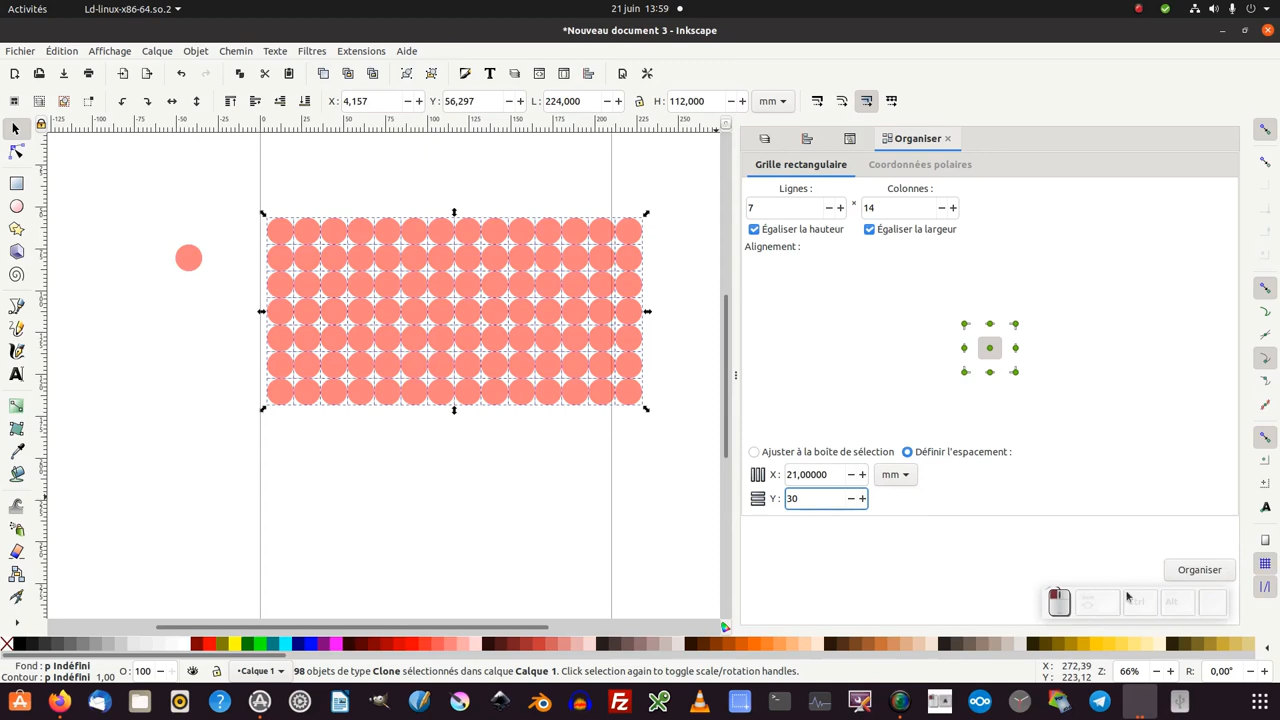 Activités
Ld-linux-x86-64.so.2
21 juin 13:59
*Nouveau document 3 - Inkscape
Fichier Édition Affichage Calque Objet Chemin Texte Filtres Extensions Aide
X: 4,157 Y: 56,297 L: 224,000 H: 112,000 mm
Organiser
Grille rectangulaire
Coordonnées polaires
Lignes :
Colonnes :
7
×
14
Égaliser la hauteur
Égaliser la largeur
Alignement :
Ajuster à la boîte de sélection
Définir l'espacement :
X : 21,00000 mm
Y : 30
Organiser
Ctrl Alt
Fond : p Indéfini
Contour : p Indéfini 1,00
O: 100
•Calque 1
98 objets de type Clone sélectionnés dans calque Calque 1. Click selection again to toggle scale/rotation handles.
X: 272,39
Y: 223,12
Z: 66%
R: 0,00°